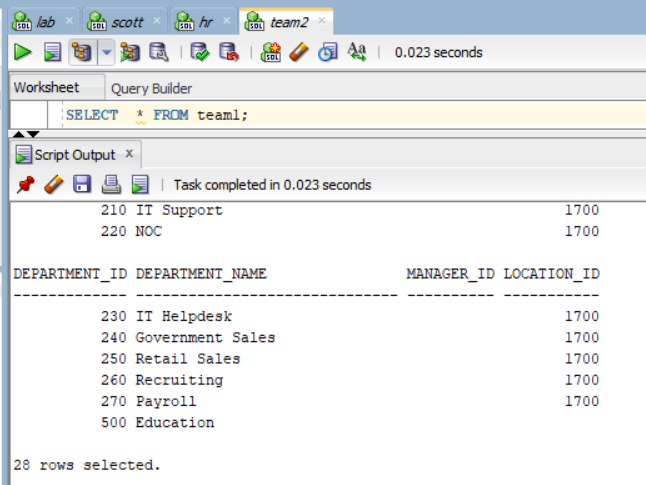 lab × scott × hr × team2 ×
0.023 seconds
Worksheet Query Builder
SELECT * FROM team1;
Script Output ×
Task completed in 0.023 seconds
210 IT Support 1700
220 NOC 1700
DEPARTMENT_ID DEPARTMENT_NAME MANAGER_ID LOCATION_ID
------------- ------------------------------ ---------- -----------
230 IT Helpdesk 1700
240 Government Sales 1700
250 Retail Sales 1700
260 Recruiting 1700
270 Payroll 1700
500 Education
28 rows selected.